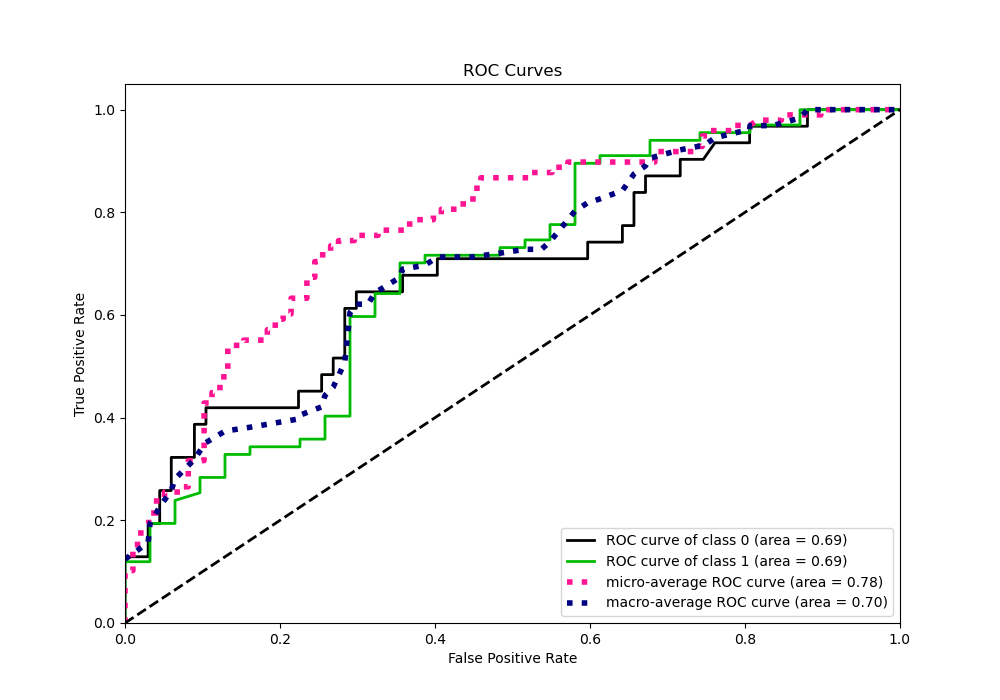 ROC Curves
1.0
0.8
0.6
0.4
0.2
0.0
True Positive Rate
ROC curve of class 0 (area = 0.69)
ROC curve of class 1 (area = 0.69)
micro-average ROC curve (area = 0.78)
macro-average ROC curve (area = 0.70)
0.0 0.2 0.4 0.6 0.8 1.0
False Positive Rate